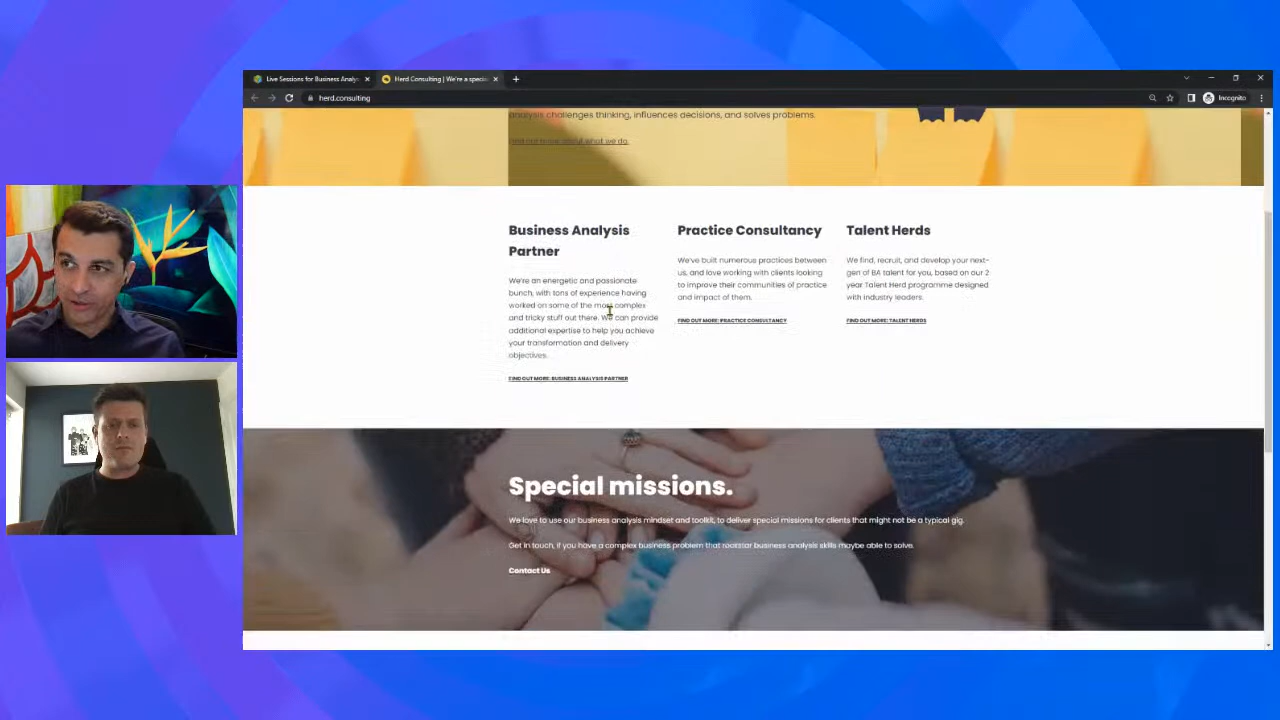 Live Sessions for Business Analys
Herd Consulting | We're a special
herd.consulting
Incognito
analysis challenges thinking, influences decisions, and solves problems.
Find out more about what we do.
Business Analysis
Partner
We're an energetic and passionate
bunch, with tons of experience having
worked on some of the most complex
and tricky stuff out there. We can provide
additional expertise to help you achieve
your transformation and delivery
objectives.
FIND OUT MORE: BUSINESS ANALYSIS PARTNER
Practice Consultancy
We've built numerous practices between
us, and love working with clients looking
to improve their communities of practice
and impact of them.
FIND OUT MORE: PRACTICE CONSULTANCY
Talent Herds
We find, recruit, and develop your next-
gen of BA talent for you, based on our 2
year Talent Herd programme designed
with industry leaders.
FIND OUT MORE: TALENT HERDS
Special missions.
We love to use our business analysis mindset and toolkit, to deliver special missions for clients that might not be a typical gig.
Get in touch, if you have a complex business problem that rockstar business analysis skills maybe able to solve.
Contact Us